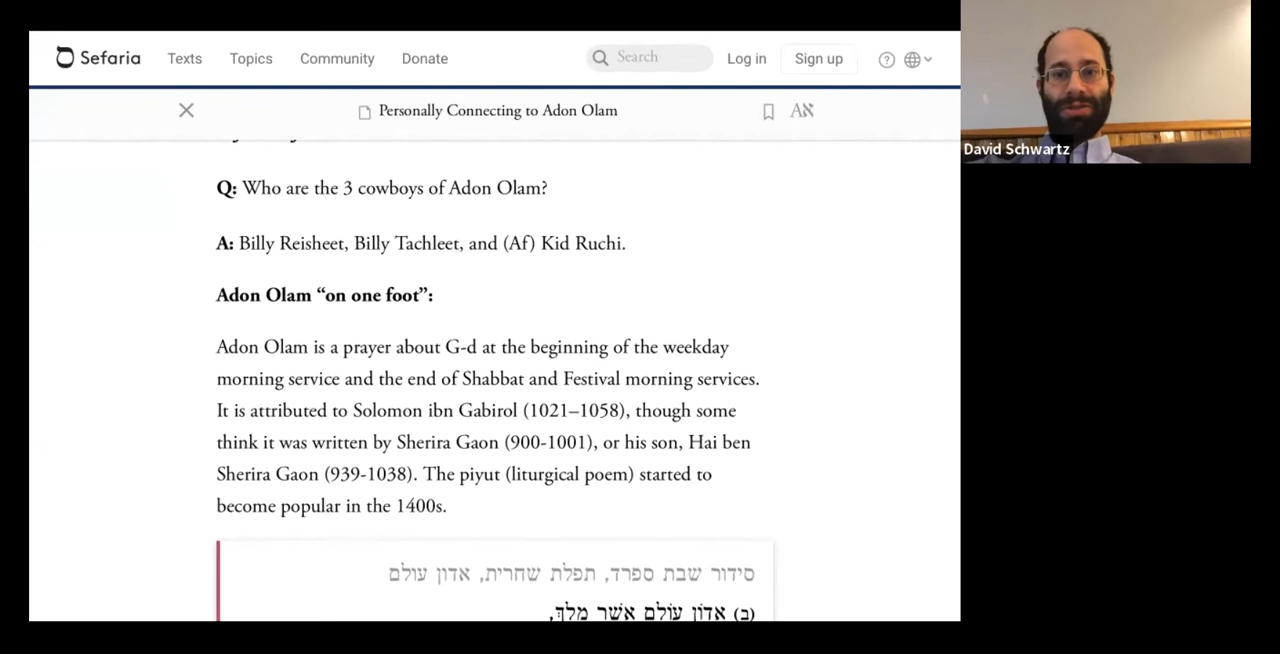 Sefaria
Texts
Topics
Community
Donate
Search
Log in
Sign up
Personally Connecting to Adon Olam
Aא
David Schwartz
Q: Who are the 3 cowboys of Adon Olam?
A: Billy Reisheet, Billy Tachleet, and (Af) Kid Ruchi.
Adon Olam “on one foot”:
Adon Olam is a prayer about G-d at the beginning of the weekday
morning service and the end of Shabbat and Festival morning services.
It is attributed to Solomon ibn Gabirol (1021–1058), though some
think it was written by Sherira Gaon (900-1001), or his son, Hai ben
Sherira Gaon (939-1038). The piyut (liturgical poem) started to
become popular in the 1400s.
סידור שבת ספרד, תפלת שחרית, אדון עולם
(ב) אֲדוֹן עוֹלָם אֲשֶׁר מָלַךְ,